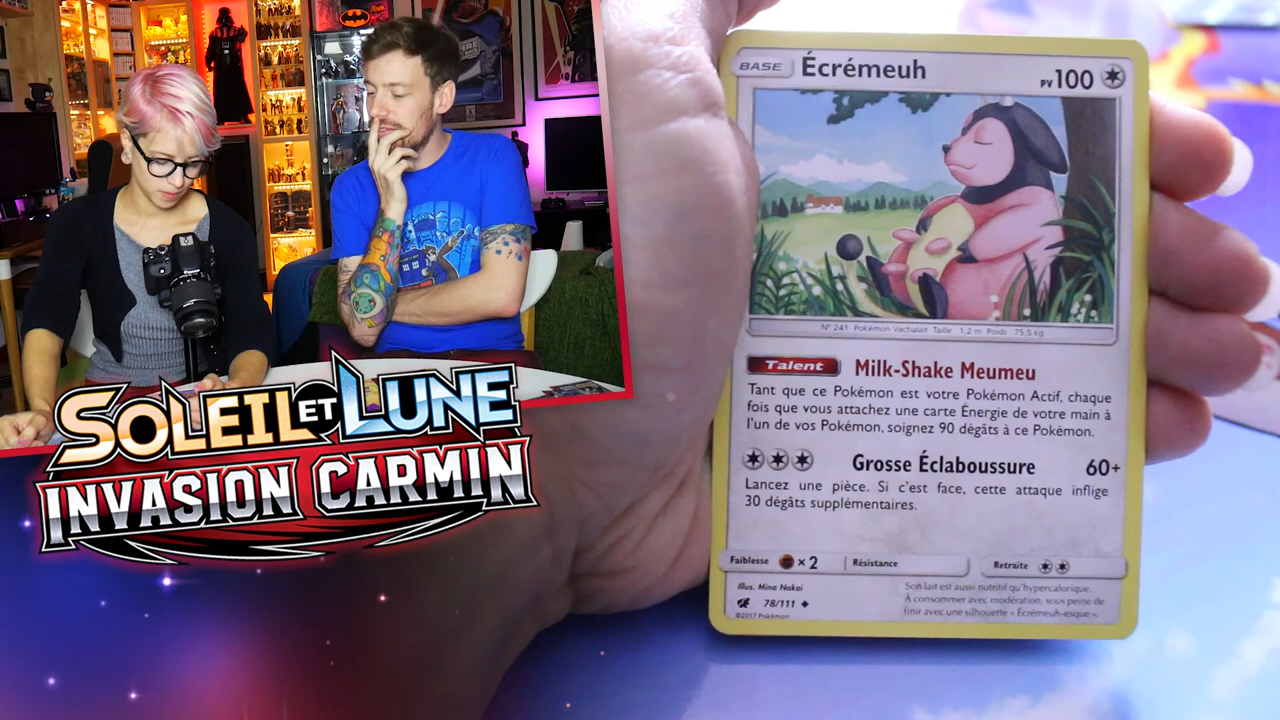 SOLEIL ET LUNE
INVASION CARMIN
BASE Écrémeuh PV 100
N° 241 Pokémon Vachalait Taille : 1,2 m Poids : 75,5 kg
Talent Milk-Shake Meumeu
Tant que ce Pokémon est votre Pokémon Actif, chaque
fois que vous attachez une carte Énergie de votre main à
l'un de vos Pokémon, soignez 90 dégâts à ce Pokémon.
Grosse Éclaboussure 60+
Lancez une pièce. Si c'est face, cette attaque inflige
30 dégâts supplémentaires.
Faiblesse ×2 Résistance Retraite
Illus. Mina Nakai
78/111
©2017 Pokémon
Son lait est aussi nutritif qu'hypercalorique.
À consommer avec modération, sous peine de
finir avec une silhouette « Écrémeuh-esque ».